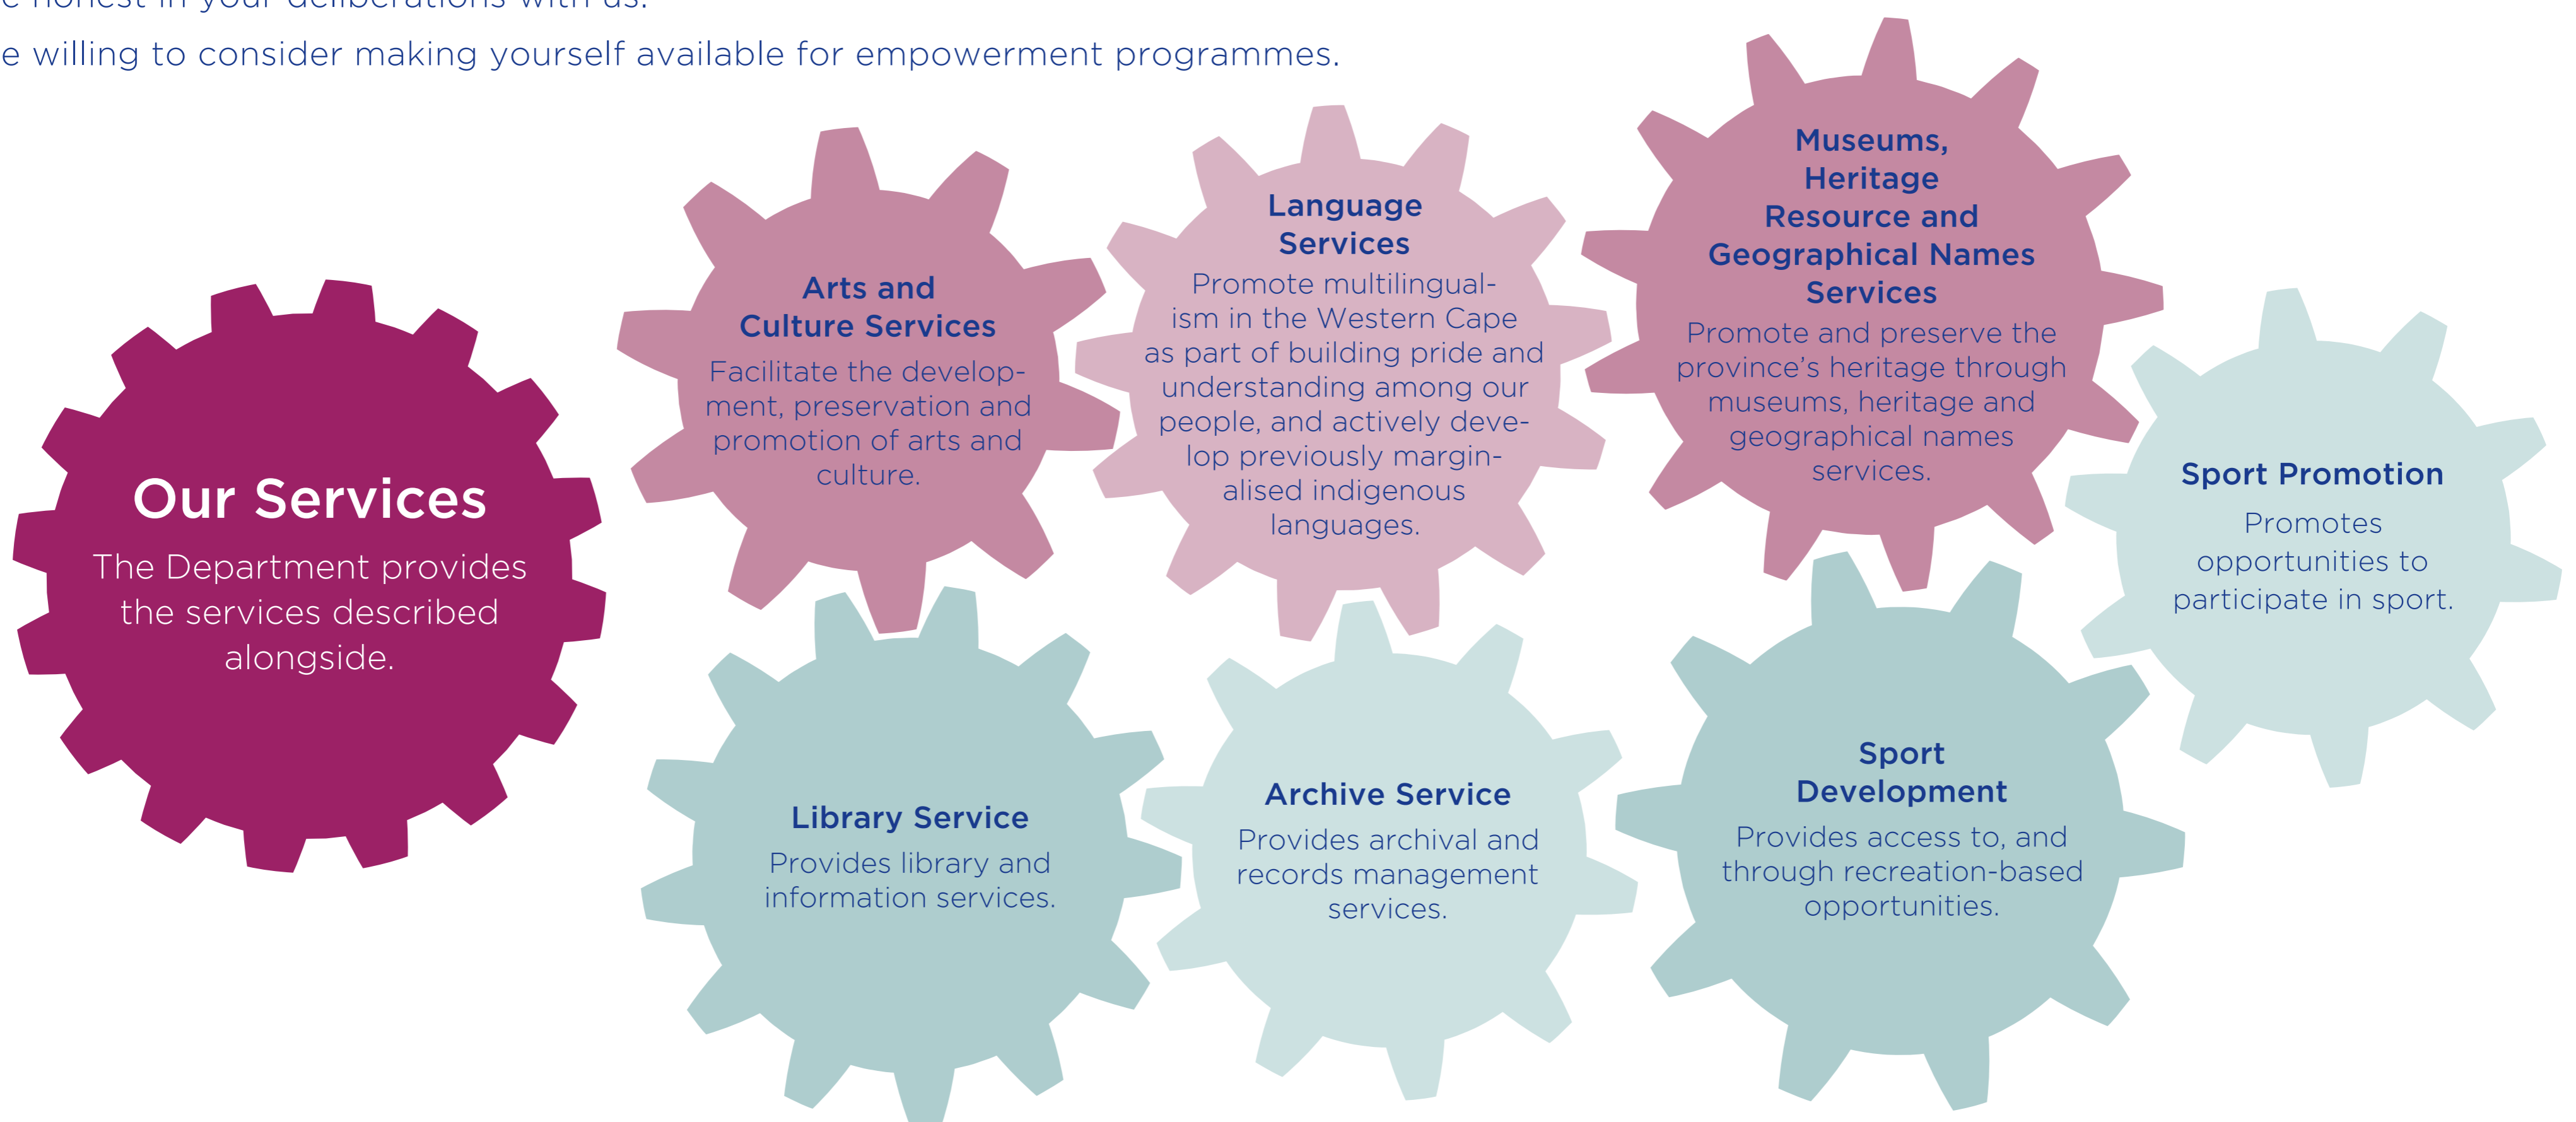 e honest in your deliberations with us.
e willing to consider making yourself available for empowerment programmes.
Our Services
The Department provides
the services described
alongside.
Arts and
Culture Services
Facilitate the develop-
ment, preservation and
promotion of arts and
culture.
Language
Services
Promote multilingual-
ism in the Western Cape
as part of building pride and
understanding among our
people, and actively deve-
lop previously margin-
alised indigenous
languages.
Museums,
Heritage
Resource and
Geographical Names
Services
Promote and preserve the
province’s heritage through
museums, heritage and
geographical names
services.
Sport Promotion
Promotes
opportunities to
participate in sport.
Library Service
Provides library and
information services.
Archive Service
Provides archival and
records management
services.
Sport
Development
Provides access to, and
through recreation-based
opportunities.